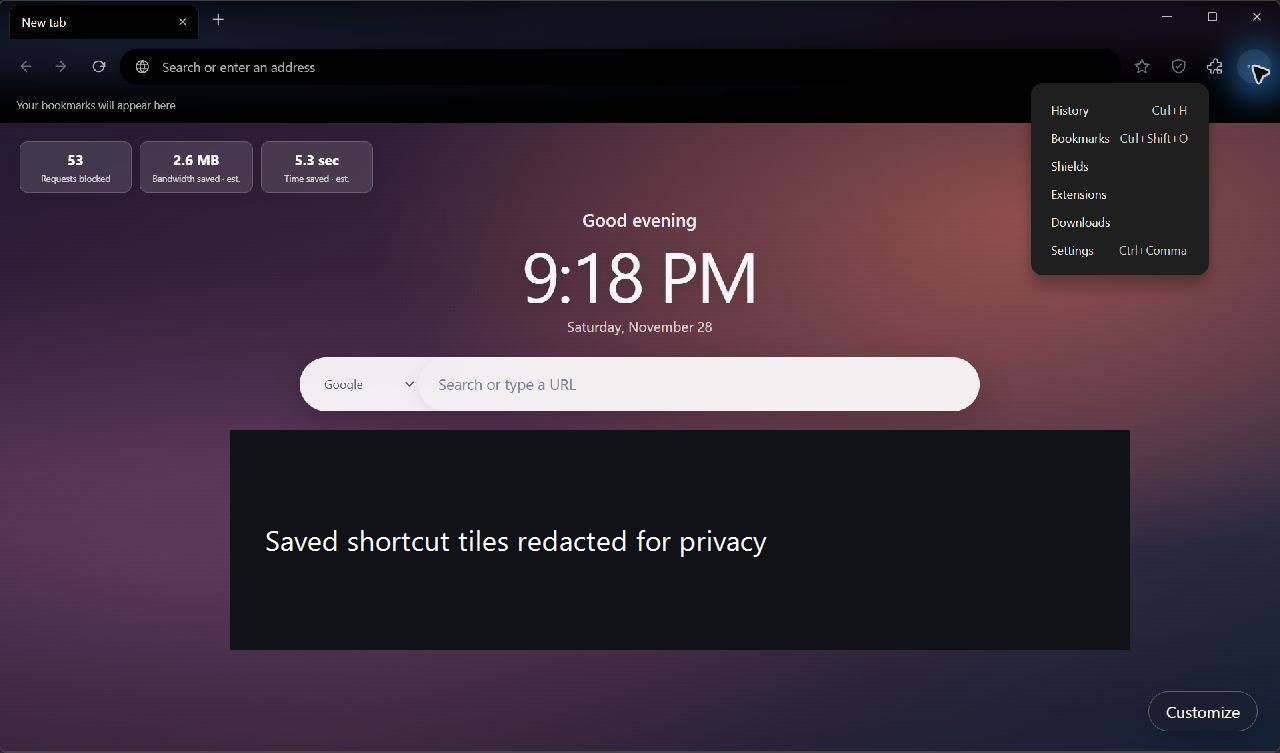 New tab
Search or enter an address
Your bookmarks will appear here
History Ctrl+H
Bookmarks Ctrl+Shift+O
Shields
Extensions
Downloads
Settings Ctrl+Comma
53
Requests blocked
2.6 MB
Bandwidth saved · est.
5.3 sec
Time saved · est.
Good evening
9:18 PM
Saturday, November 28
Google
Search or type a URL
Saved shortcut tiles redacted for privacy
Customize